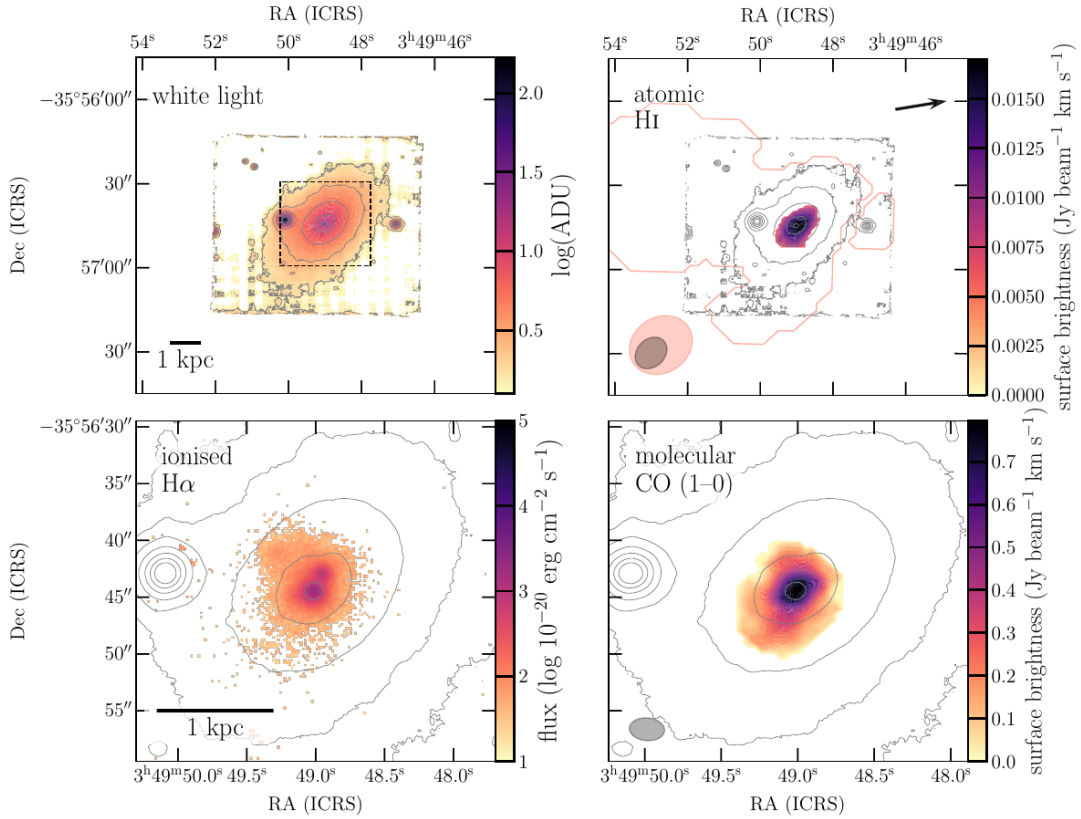 RA (ICRS)
RA (ICRS)
54ˢ 52ˢ 50ˢ 48ˢ 3ʰ49ᵐ46ˢ
54ˢ 52ˢ 50ˢ 48ˢ 3ʰ49ᵐ46ˢ
white light
−35°56′00″
30″
57′00″
30″
Dec (ICRS)
1 kpc
2.0
1.5
1.0
0.5
log(ADU)
atomic
HI
0.0150
0.0125
0.0100
0.0075
0.0050
0.0025
0.0000
surface brightness (Jy beam⁻¹ km s⁻¹)
ionised
Hα
−35°56′30″
35″
40″
45″
50″
55″
Dec (ICRS)
1 kpc
5
4
3
2
1
flux (log 10⁻²⁰ erg cm⁻² s⁻¹)
3ʰ49ᵐ50.0ˢ 49.5ˢ 49.0ˢ 48.5ˢ
RA (ICRS)
molecular
CO (1–0)
0.7
0.6
0.5
0.4
0.3
0.2
0.1
0.0
surface brightness (Jy beam⁻¹ km s⁻¹)
3ʰ49ᵐ50.0ˢ 49.5ˢ 49.0ˢ 48.5ˢ 48.0ˢ
RA (ICRS)